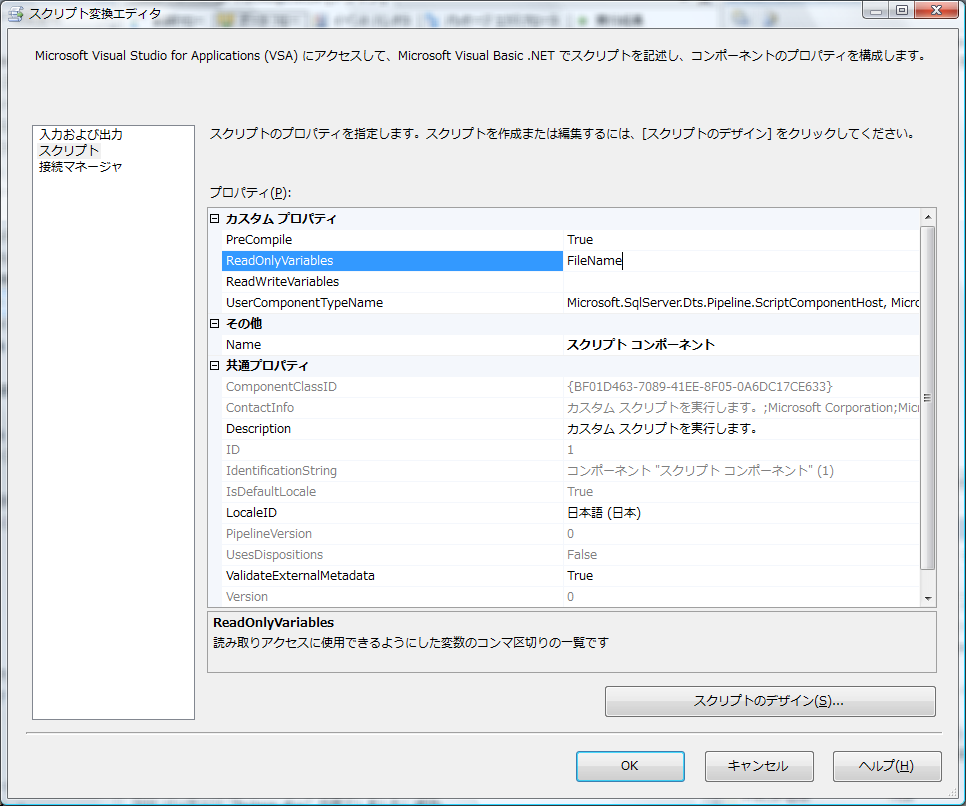 スクリプト変換エディタ
Microsoft Visual Studio for Applications (VSA) にアクセスして、Microsoft Visual Basic .NET でスクリプトを記述し、コンポーネントのプロパティを構成します。
入力および出力
スクリプト
接続マネージャ
スクリプトのプロパティを指定します。スクリプトを作成または編集するには、[スクリプトのデザイン] をクリックしてください。
プロパティ(P):
カスタム プロパティ
PreCompile True
ReadOnlyVariables FileName
ReadWriteVariables
UserComponentTypeName Microsoft.SqlServer.Dts.Pipeline.ScriptComponentHost, Micro
その他
Name スクリプト コンポーネント
共通プロパティ
ComponentClassID {BF01D463-7089-41EE-8F05-0A6DC17CE633}
ContactInfo カスタム スクリプトを実行します。;Microsoft Corporation;Micr
Description カスタム スクリプトを実行します。
ID 1
IdentificationString コンポーネント "スクリプト コンポーネント" (1)
IsDefaultLocale True
LocaleID 日本語 (日本)
PipelineVersion 0
UsesDispositions False
ValidateExternalMetadata True
Version 0
ReadOnlyVariables
読み取りアクセスに使用できるようにした変数のコンマ区切りの一覧です
スクリプトのデザイン(S)...
OK キャンセル ヘルプ(H)